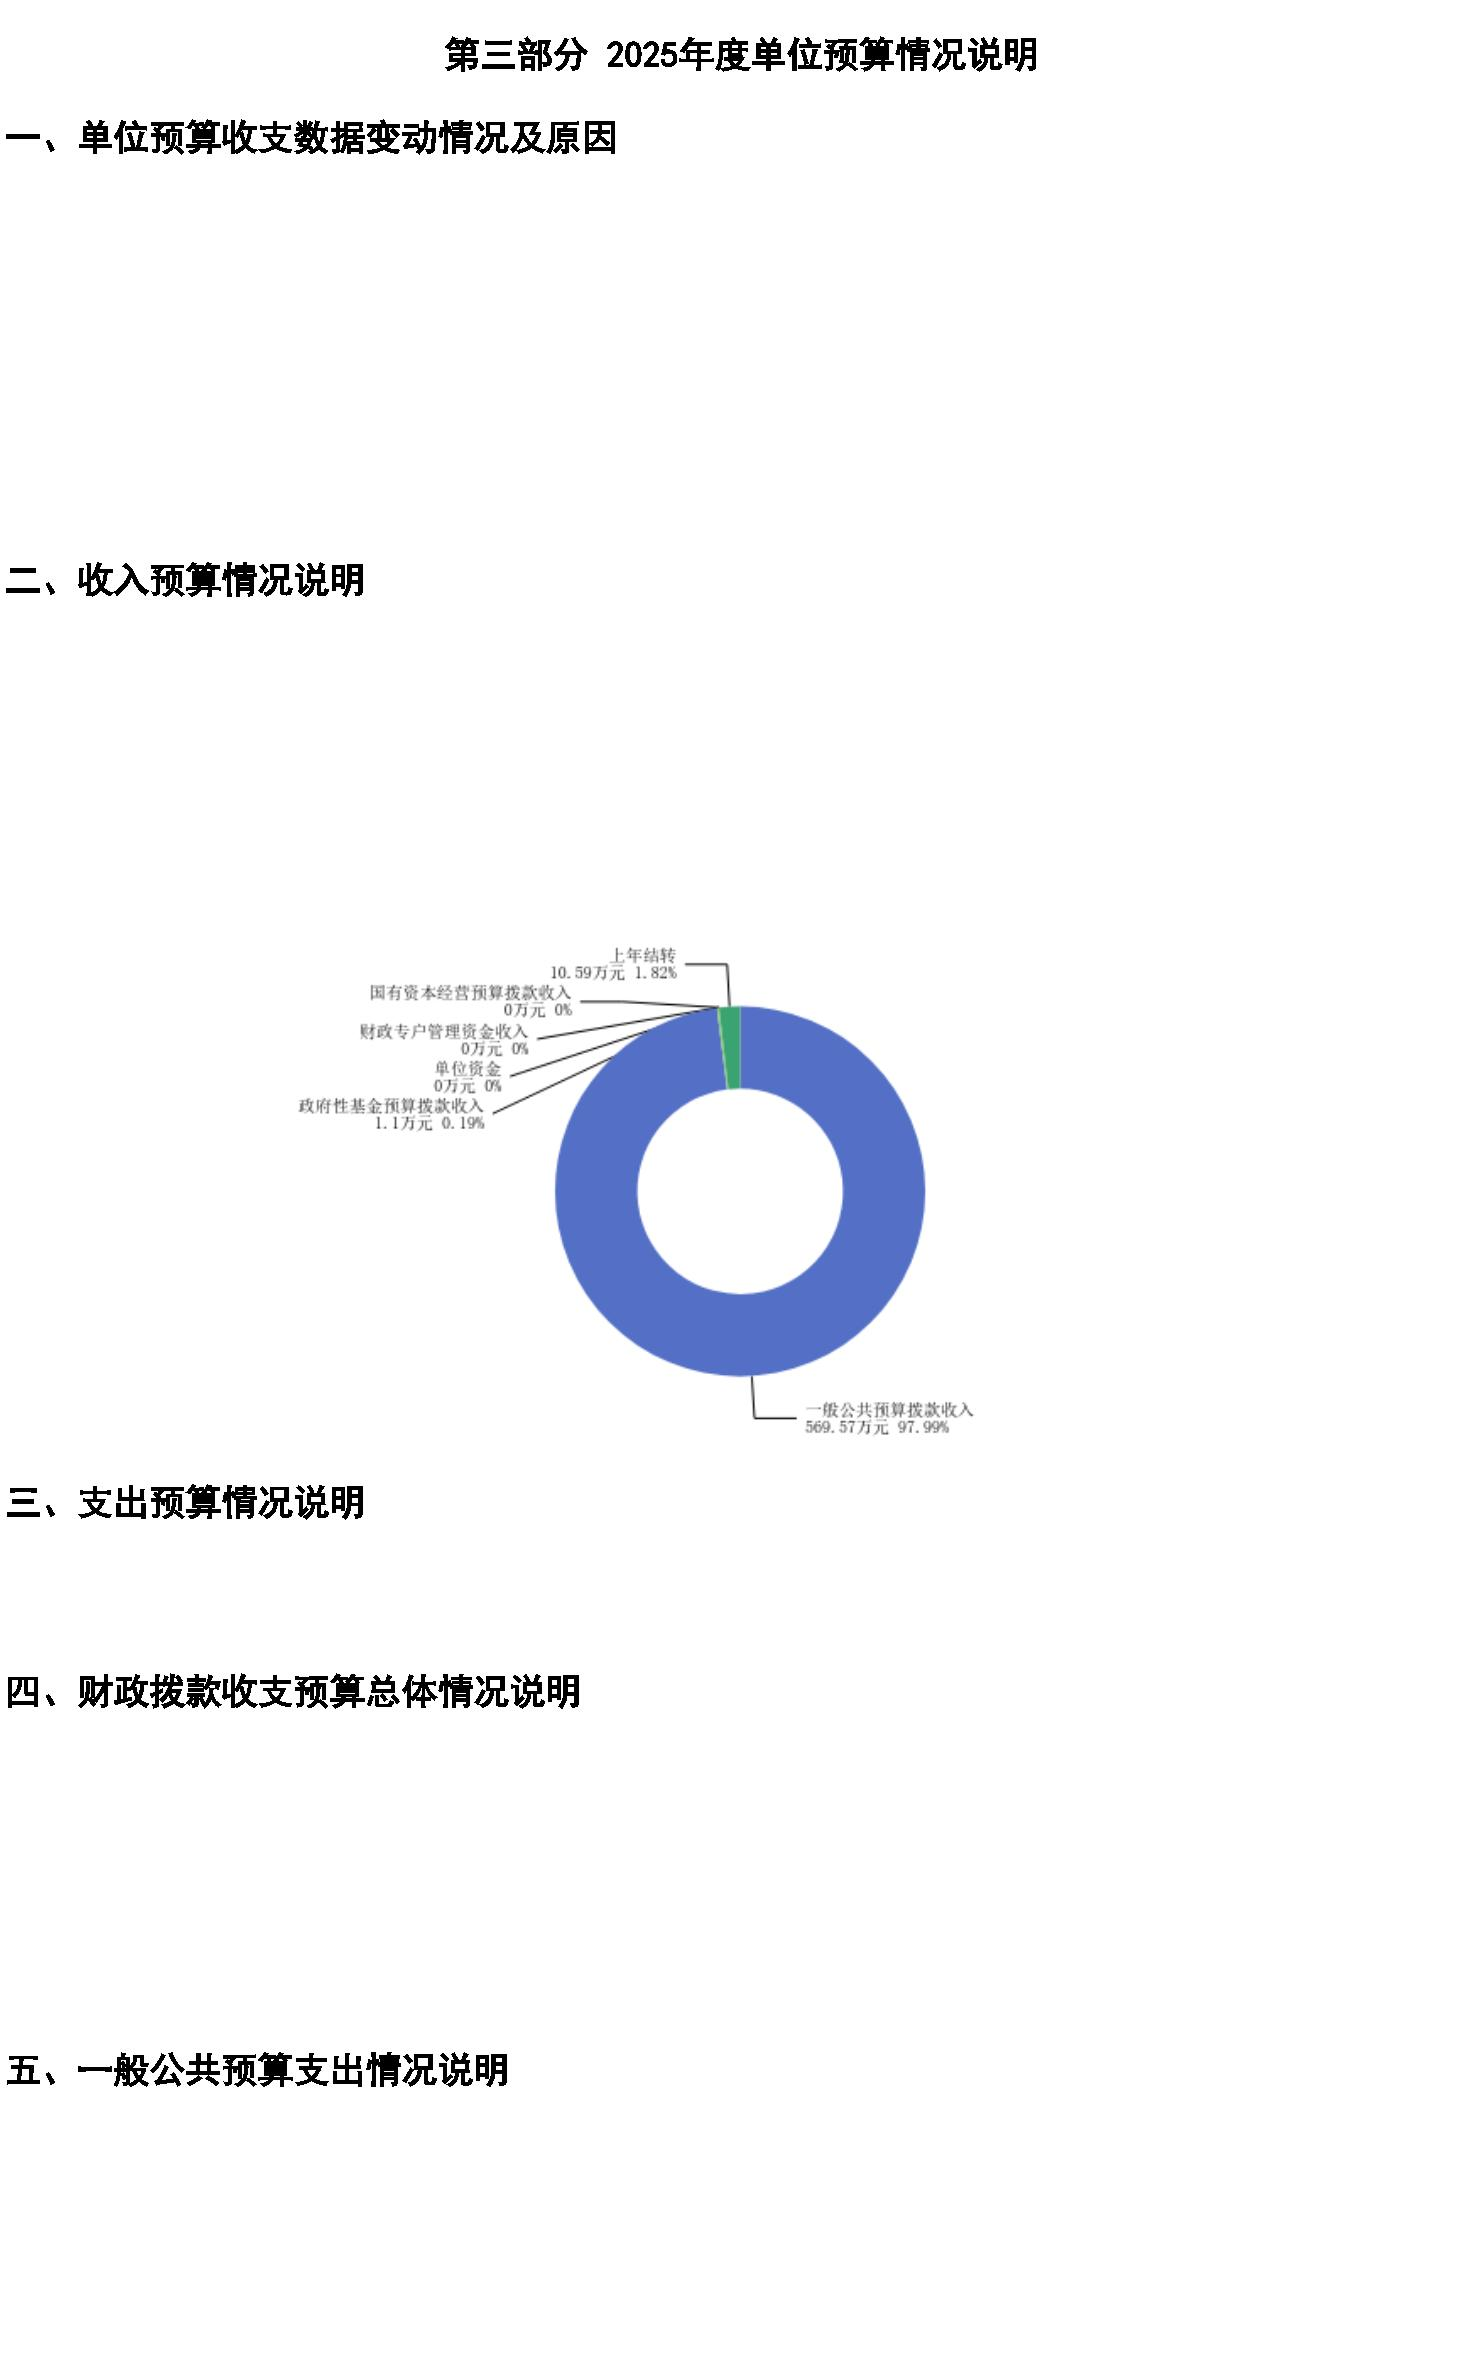 第三部分 2025年度单位预算情况说明
一、单位预算收支数据变动情况及原因
二、收入预算情况说明
上年结转
10.59万元 1.82%
国有资本经营预算拨款收入
0万元 0%
财政专户管理资金收入
0万元 0%
单位资金
0万元 0%
政府性基金预算拨款收入
1.1万元 0.19%
一般公共预算拨款收入
569.57万元 97.99%
三、支出预算情况说明
四、财政拨款收支预算总体情况说明
五、一般公共预算支出情况说明